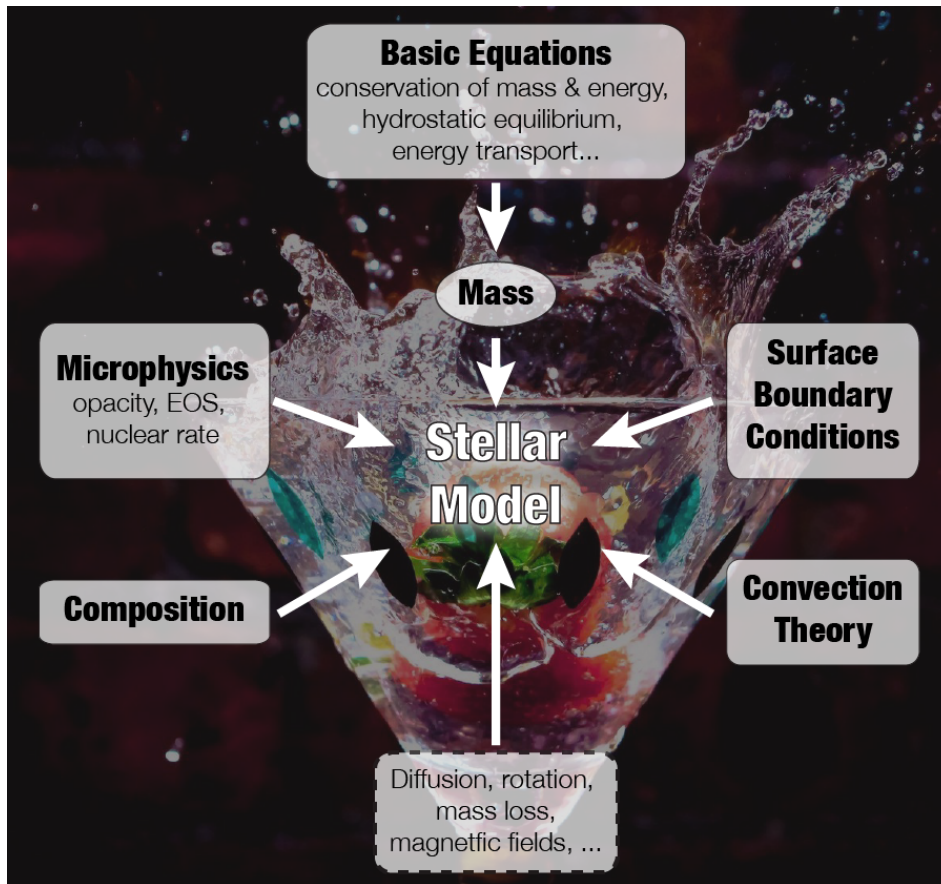 Basic Equations
conservation of mass & energy,
hydrostatic equilibrium,
energy transport...
Mass
Microphysics
opacity, EOS,
nuclear rate
Surface
Boundary
Conditions
Stellar
Model
Composition
Convection
Theory
Diffusion, rotation,
mass loss,
magnetfic fields, ...